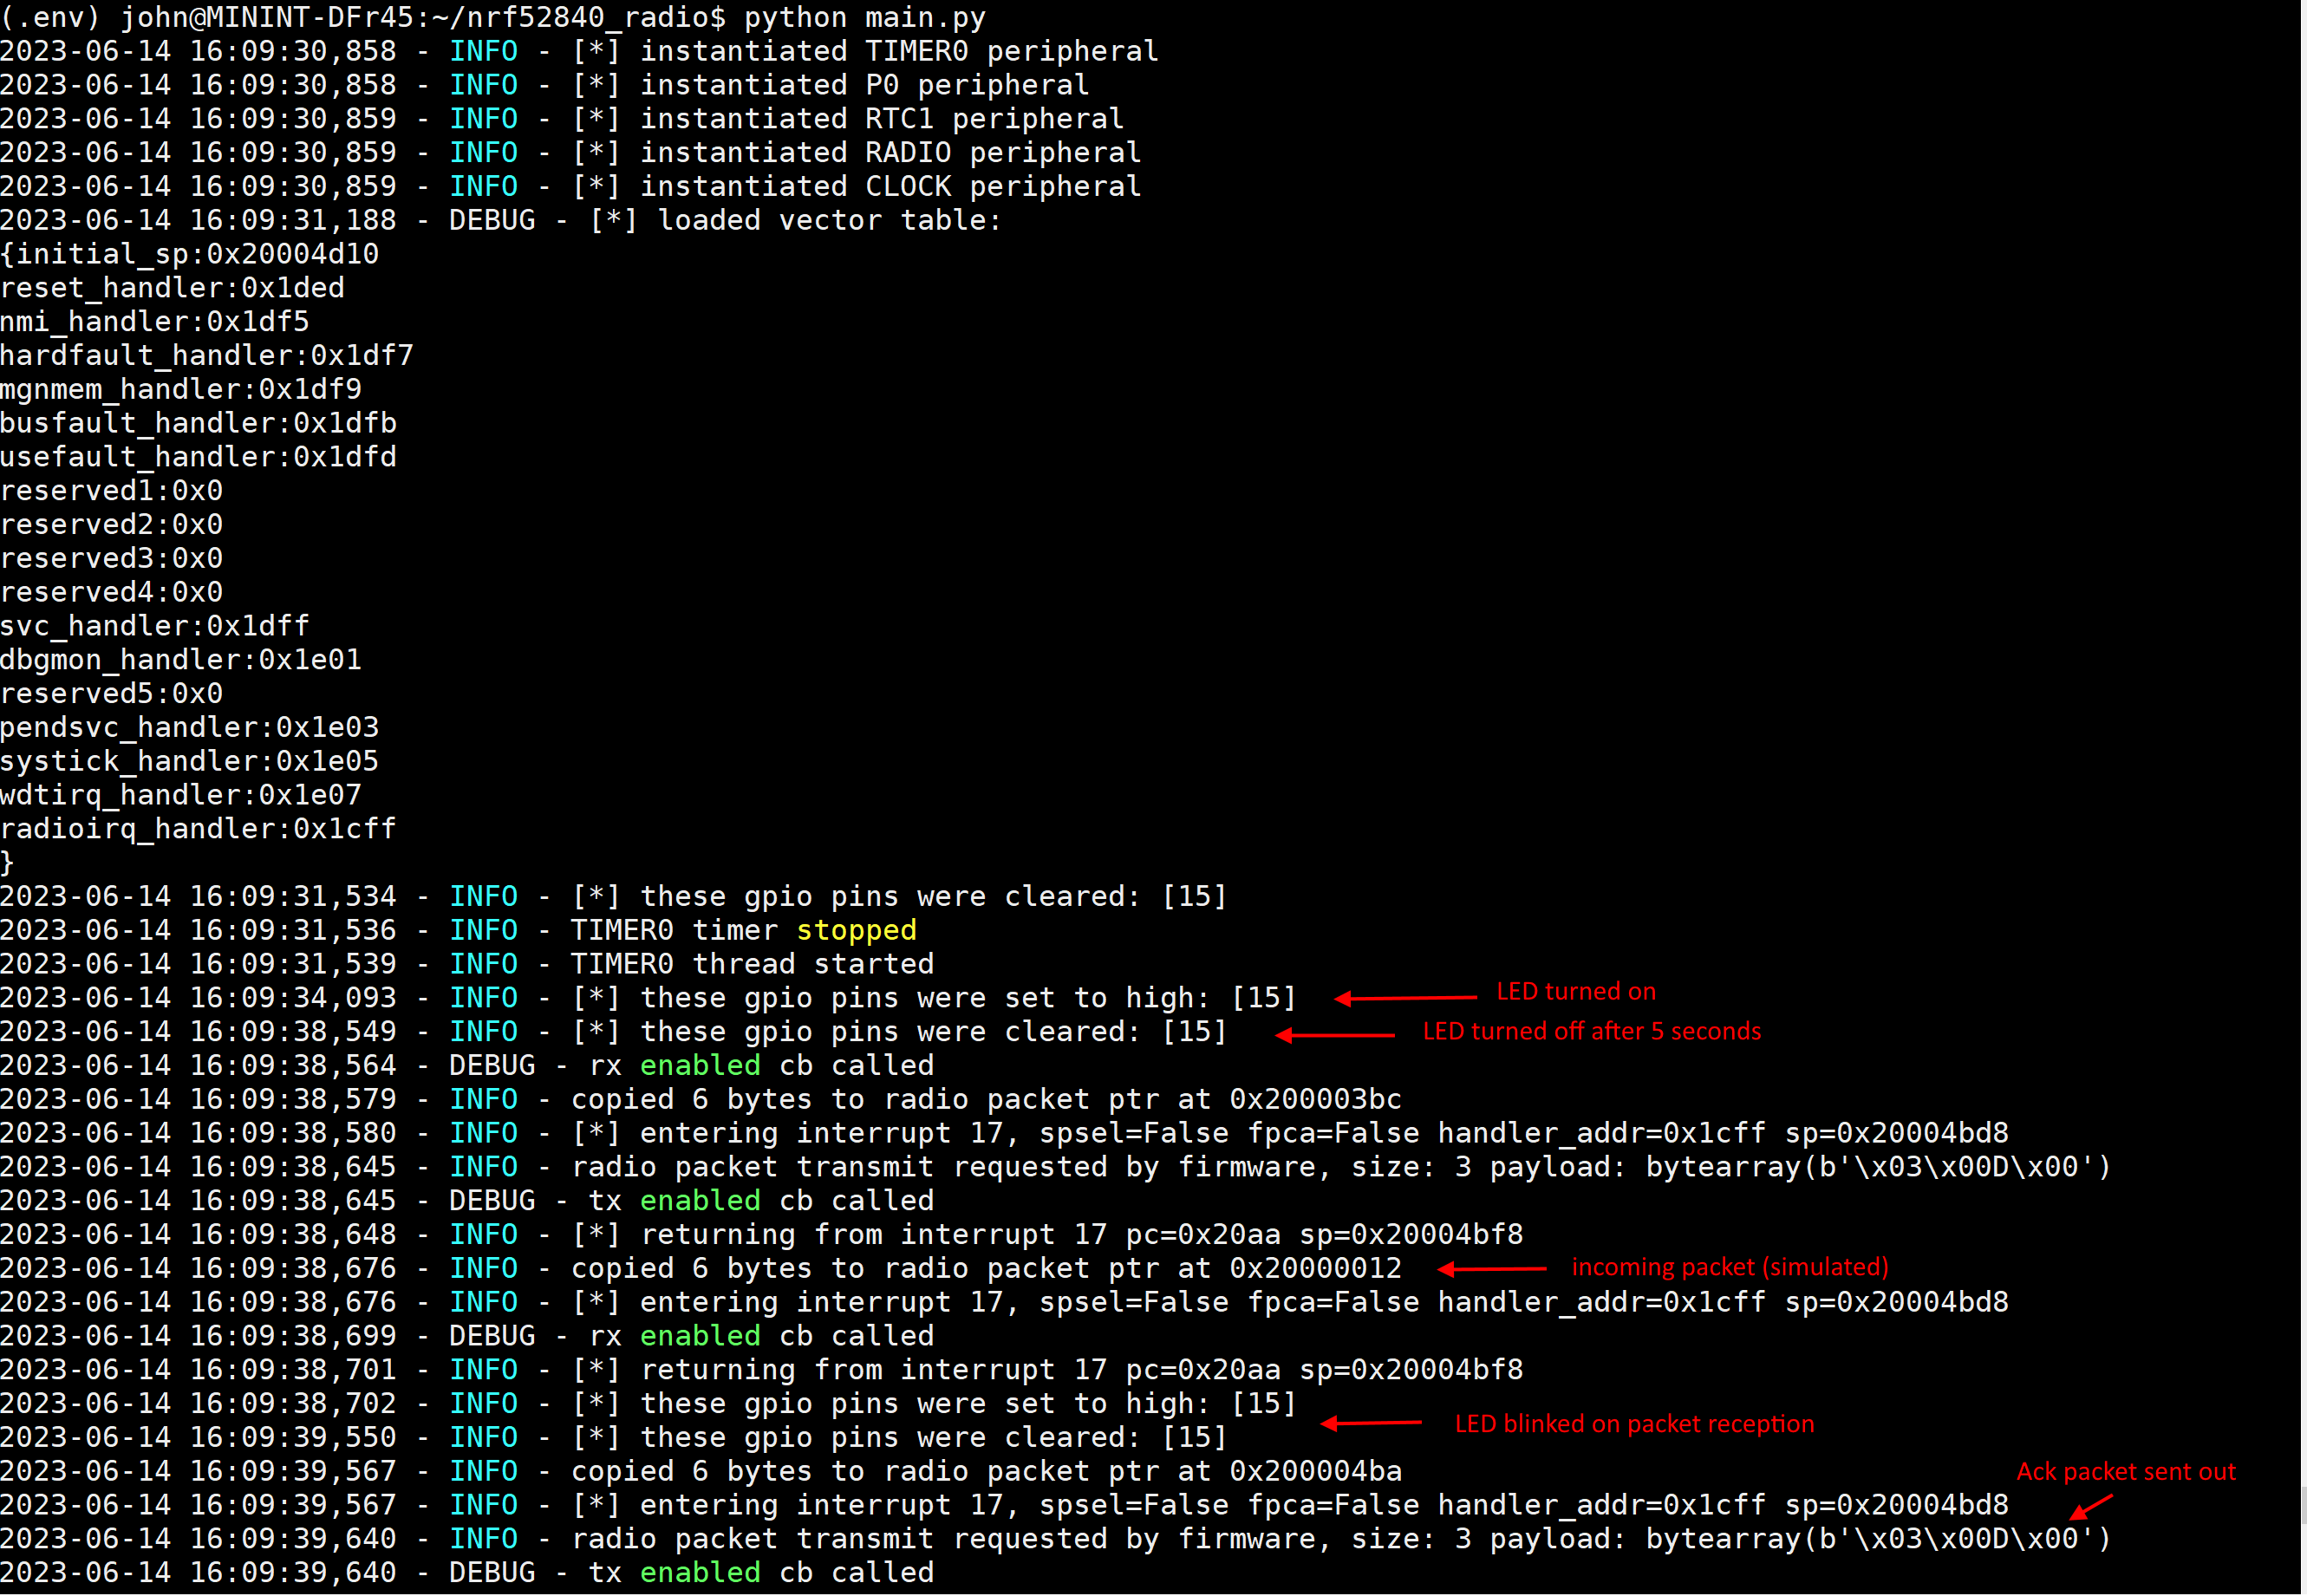 (.env) john@MININT-DFr45:~/nrf52840_radio$ python main.py
2023-06-14 16:09:30,858 - INFO - [*] instantiated TIMER0 peripheral
2023-06-14 16:09:30,858 - INFO - [*] instantiated P0 peripheral
2023-06-14 16:09:30,859 - INFO - [*] instantiated RTC1 peripheral
2023-06-14 16:09:30,859 - INFO - [*] instantiated RADIO peripheral
2023-06-14 16:09:30,859 - INFO - [*] instantiated CLOCK peripheral
2023-06-14 16:09:31,188 - DEBUG - [*] loaded vector table:
{initial_sp:0x20004d10
reset_handler:0x1ded
nmi_handler:0x1df5
hardfault_handler:0x1df7
mgnmem_handler:0x1df9
busfault_handler:0x1dfb
usefault_handler:0x1dfd
reserved1:0x0
reserved2:0x0
reserved3:0x0
reserved4:0x0
svc_handler:0x1dff
dbgmon_handler:0x1e01
reserved5:0x0
pendsvc_handler:0x1e03
systick_handler:0x1e05
wdtirq_handler:0x1e07
radioirq_handler:0x1cff
}
2023-06-14 16:09:31,534 - INFO - [*] these gpio pins were cleared: [15]
2023-06-14 16:09:31,536 - INFO - TIMER0 timer stopped
2023-06-14 16:09:31,539 - INFO - TIMER0 thread started
2023-06-14 16:09:34,093 - INFO - [*] these gpio pins were set to high: [15] LED turned on
2023-06-14 16:09:38,549 - INFO - [*] these gpio pins were cleared: [15] LED turned off after 5 seconds
2023-06-14 16:09:38,564 - DEBUG - rx enabled cb called
2023-06-14 16:09:38,579 - INFO - copied 6 bytes to radio packet ptr at 0x200003bc
2023-06-14 16:09:38,580 - INFO - [*] entering interrupt 17, spsel=False fpca=False handler_addr=0x1cff sp=0x20004bd8
2023-06-14 16:09:38,645 - INFO - radio packet transmit requested by firmware, size: 3 payload: bytearray(b'\x03\x00D\x00')
2023-06-14 16:09:38,645 - DEBUG - tx enabled cb called
2023-06-14 16:09:38,648 - INFO - [*] returning from interrupt 17 pc=0x20aa sp=0x20004bf8
2023-06-14 16:09:38,676 - INFO - copied 6 bytes to radio packet ptr at 0x20000012 incoming packet (simulated)
2023-06-14 16:09:38,676 - INFO - [*] entering interrupt 17, spsel=False fpca=False handler_addr=0x1cff sp=0x20004bd8
2023-06-14 16:09:38,699 - DEBUG - rx enabled cb called
2023-06-14 16:09:38,701 - INFO - [*] returning from interrupt 17 pc=0x20aa sp=0x20004bf8
2023-06-14 16:09:38,702 - INFO - [*] these gpio pins were set to high: [15]
LED blinked on packet reception
2023-06-14 16:09:39,550 - INFO - [*] these gpio pins were cleared: [15]
2023-06-14 16:09:39,567 - INFO - copied 6 bytes to radio packet ptr at 0x200004ba Ack packet sent out
2023-06-14 16:09:39,567 - INFO - [*] entering interrupt 17, spsel=False fpca=False handler_addr=0x1cff sp=0x20004bd8
2023-06-14 16:09:39,640 - INFO - radio packet transmit requested by firmware, size: 3 payload: bytearray(b'\x03\x00D\x00')
2023-06-14 16:09:39,640 - DEBUG - tx enabled cb called